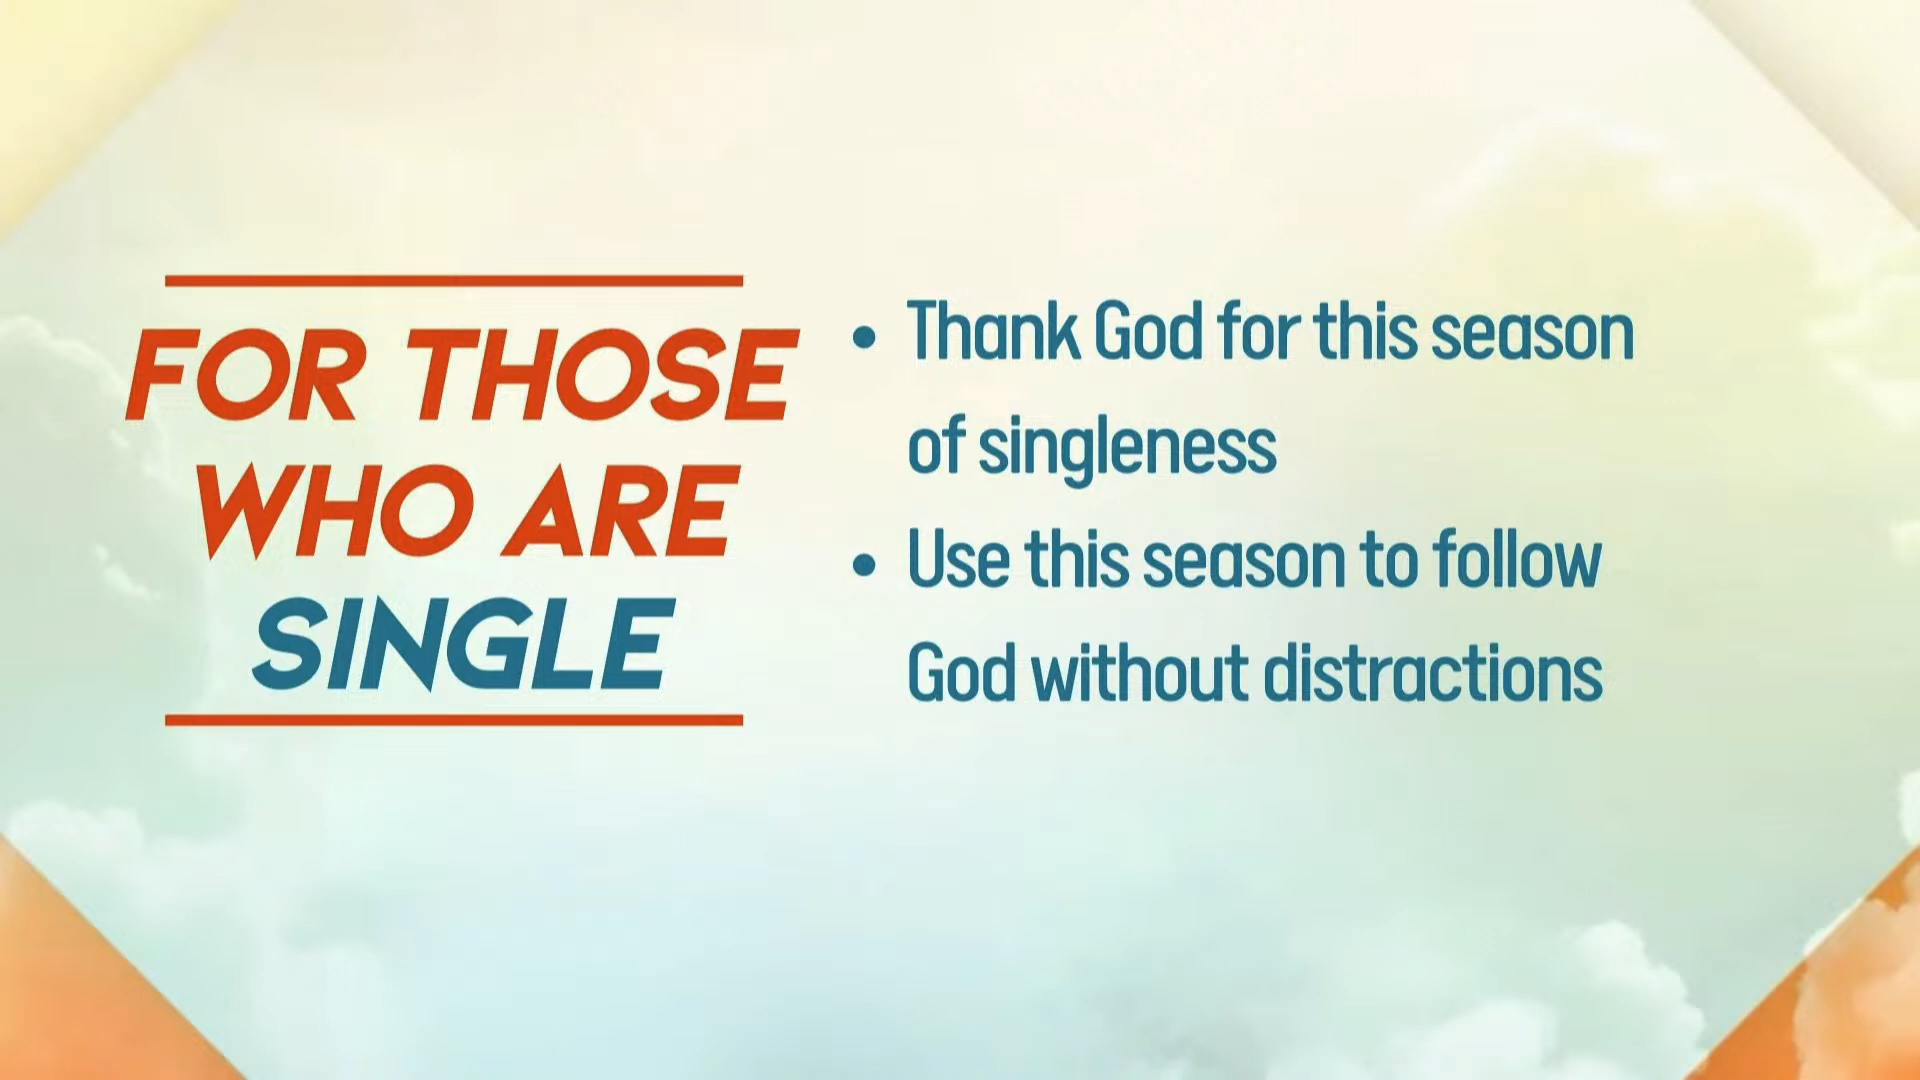 FOR THOSE
WHO ARE
SINGLE
• Thank God for this season
of singleness
• Use this season to follow
God without distractions